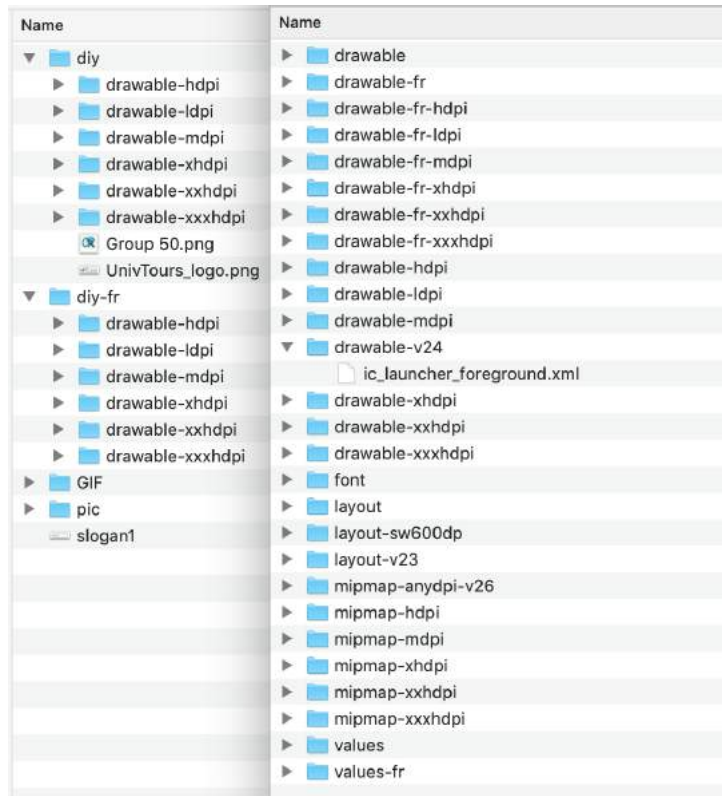 Name
diy
drawable-hdpi
drawable-ldpi
drawable-mdpi
drawable-xhdpi
drawable-xxhdpi
drawable-xxxhdpi
Group 50.png
UnivTours_logo.png
diy-fr
drawable-hdpi
drawable-ldpi
drawable-mdpi
drawable-xhdpi
drawable-xxhdpi
drawable-xxxhdpi
GIF
pic
slogan1
Name
drawable
drawable-fr
drawable-fr-hdpi
drawable-fr-ldpi
drawable-fr-mdpi
drawable-fr-xhdpi
drawable-fr-xxhdpi
drawable-fr-xxxhdpi
drawable-hdpi
drawable-ldpi
drawable-mdpi
drawable-v24
ic_launcher_foreground.xml
drawable-xhdpi
drawable-xxhdpi
drawable-xxxhdpi
font
layout
layout-sw600dp
layout-v23
mipmap-anydpi-v26
mipmap-hdpi
mipmap-mdpi
mipmap-xhdpi
mipmap-xxhdpi
mipmap-xxxhdpi
values
values-fr